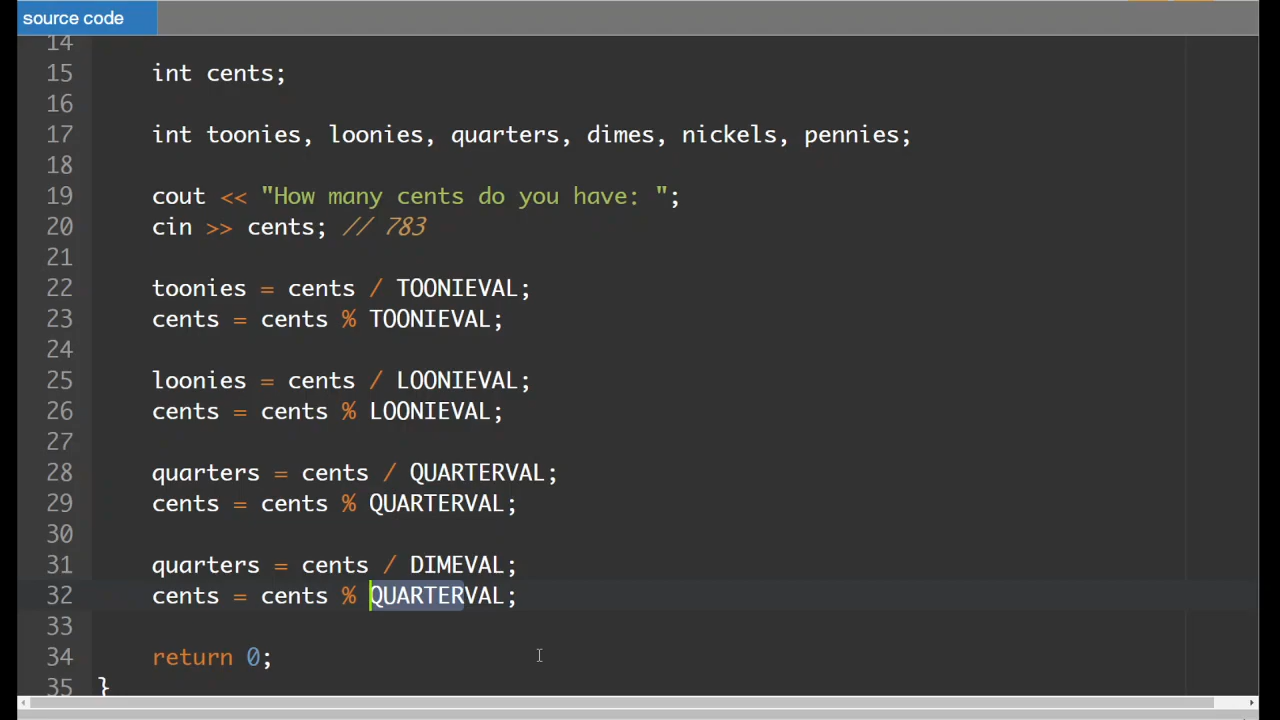 source code
14
15 int cents;
16
17 int toonies, loonies, quarters, dimes, nickels, pennies;
18
19 cout << "How many cents do you have: ";
20 cin >> cents; // 783
21
22 toonies = cents / TOONIEVAL;
23 cents = cents % TOONIEVAL;
24
25 loonies = cents / LOONIEVAL;
26 cents = cents % LOONIEVAL;
27
28 quarters = cents / QUARTERVAL;
29 cents = cents % QUARTERVAL;
30
31 quarters = cents / DIMEVAL;
32 cents = cents % QUARTERVAL;
33
34 return 0;
35 }